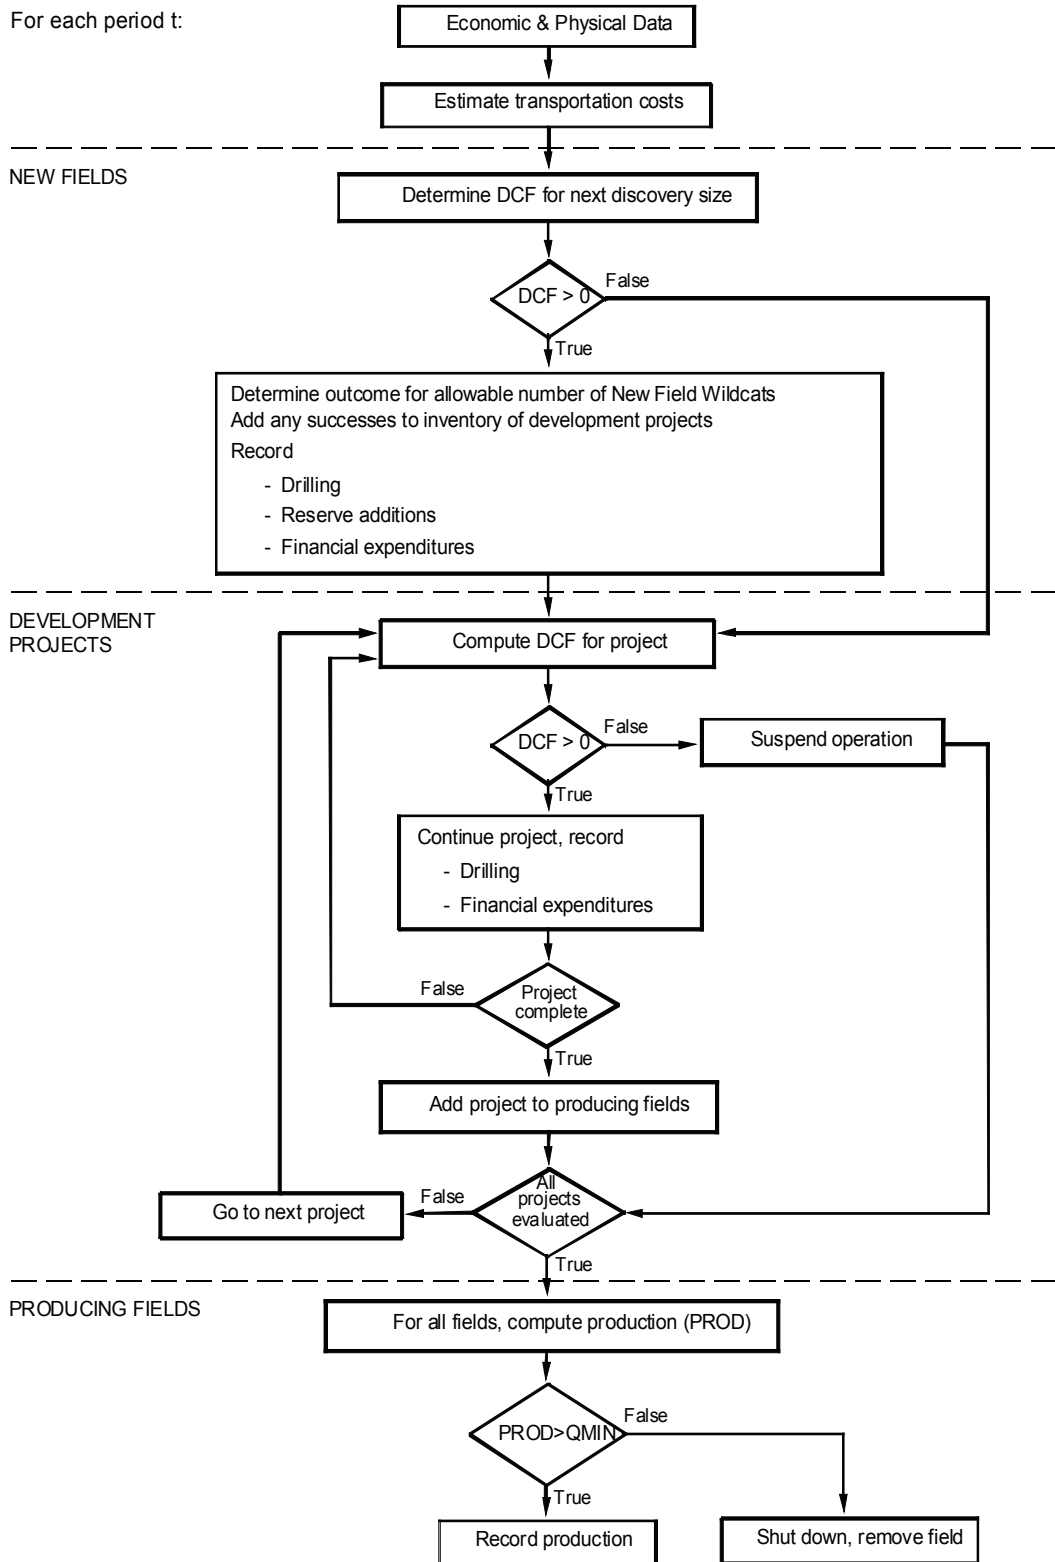 For each period t:
Economic & Physical Data
Estimate transportation costs
NEW FIELDS
Determine DCF for next discovery size
DCF > 0
False
True
Determine outcome for allowable number of New Field Wildcats
Add any successes to inventory of development projects
Record
- Drilling
- Reserve additions
- Financial expenditures
DEVELOPMENT
PROJECTS
Compute DCF for project
DCF > 0
False
Suspend operation
True
Continue project, record
- Drilling
- Financial expenditures
False
Project
complete
True
Add project to producing fields
Go to next project
False
All
projects
evaluated
True
PRODUCING FIELDS
For all fields, compute production (PROD)
PROD>QMIN
False
True
Record production
Shut down, remove field